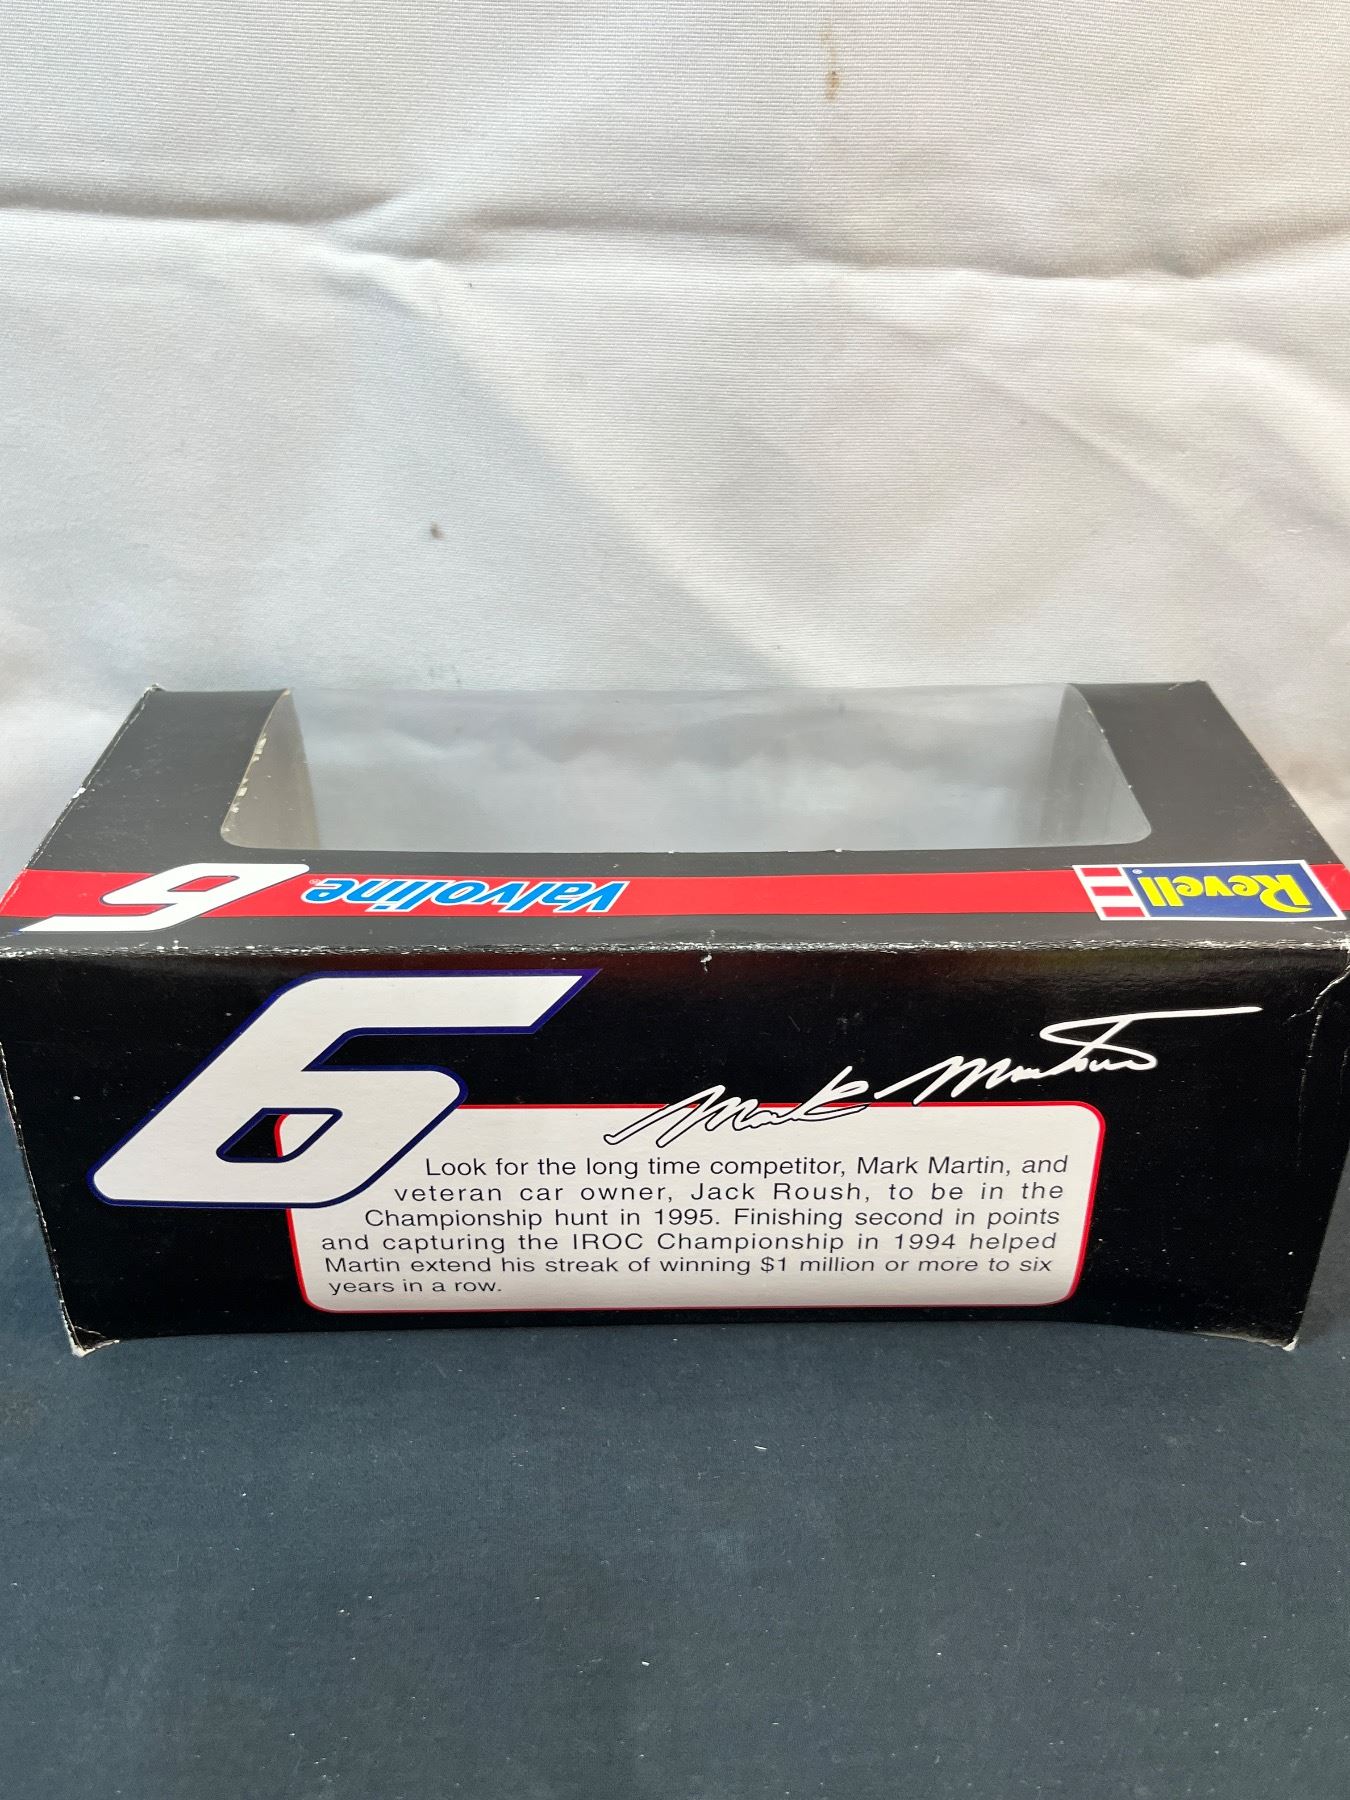 6 Valvoline® Revell
6
Mark Martin
Look for the long time competitor, Mark Martin, and
veteran car owner, Jack Roush, to be in the
Championship hunt in 1995. Finishing second in points
and capturing the IROC Championship in 1994 helped
Martin extend his streak of winning $1 million or more to six
years in a row.